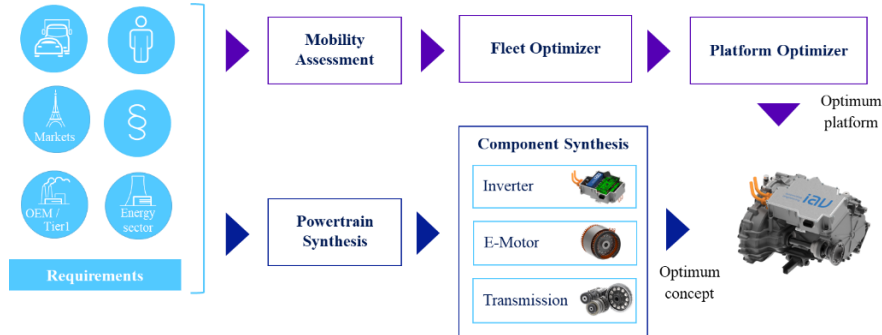 Markets
§
OEM /
Tier1
Energy
sector
Requirements
Mobility
Assessment
Fleet Optimizer
Platform Optimizer
Optimum
platform
Powertrain
Synthesis
Component Synthesis
Inverter
E-Motor
Transmission
Optimum
concept
iav